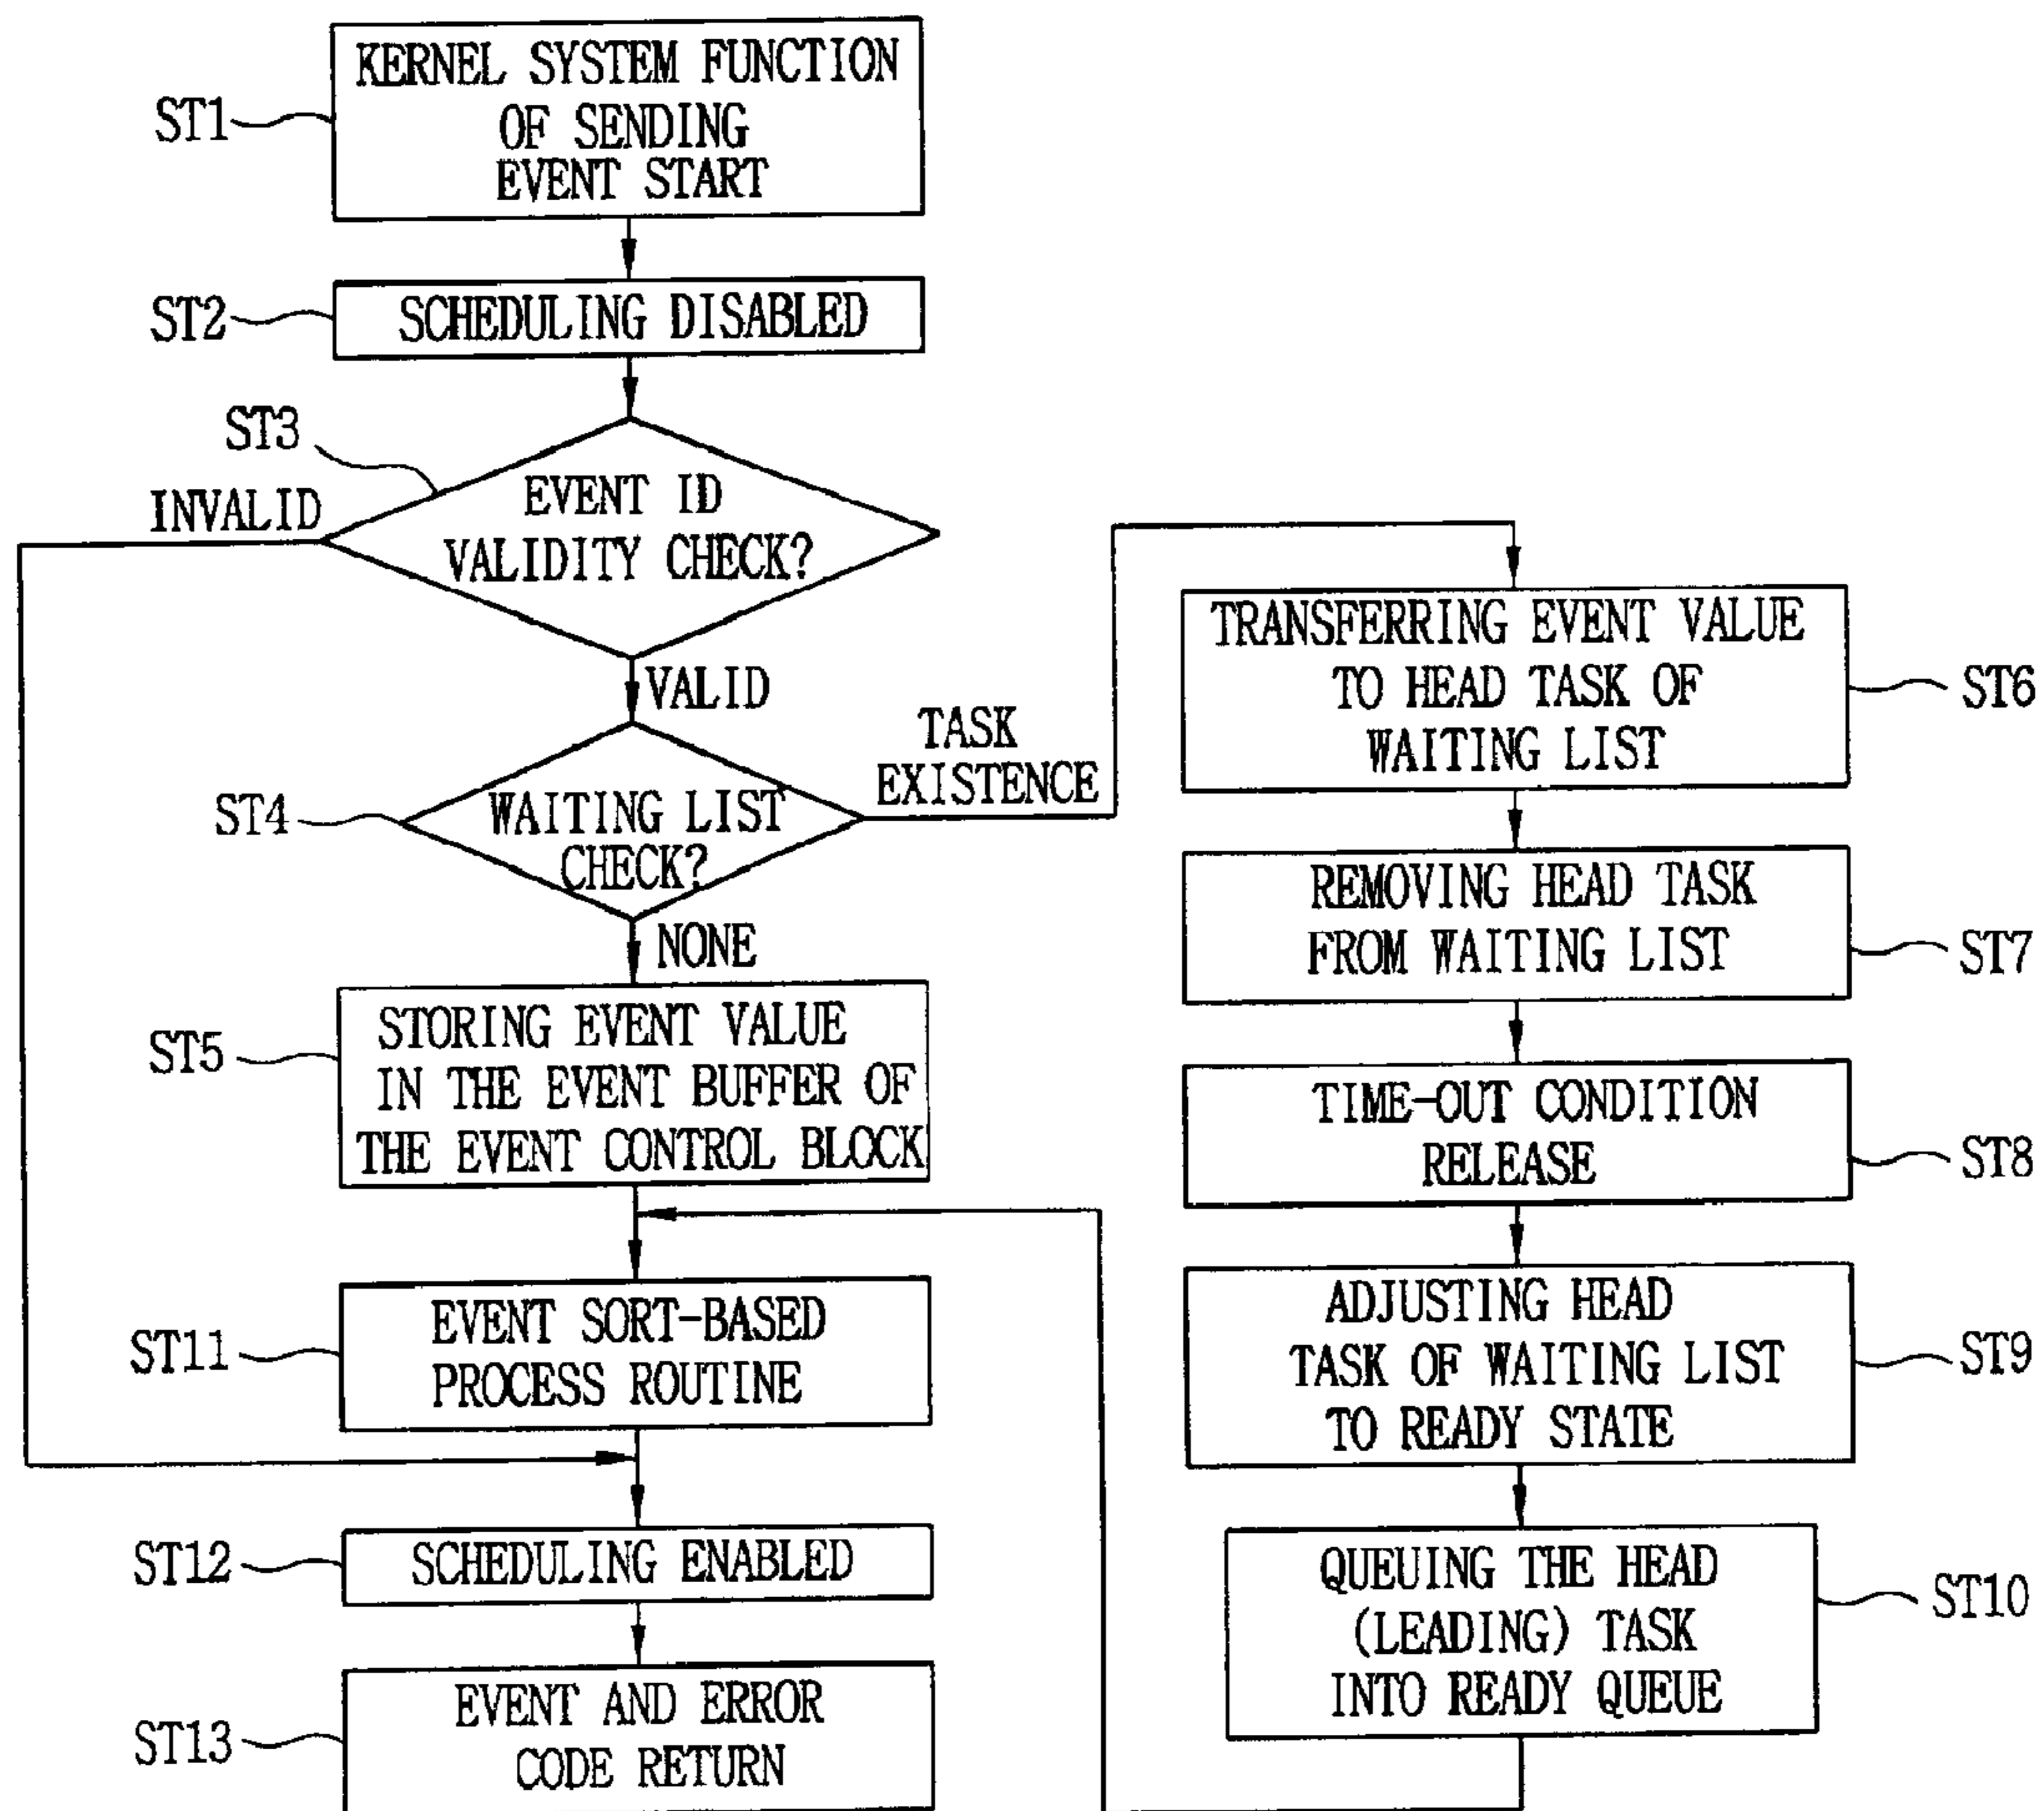 KERNEL SYSTEM FUNCTION
OF SENDING
EVENT START
ST1
SCHEDULING DISABLED
ST2
ST3
EVENT ID
VALIDITY CHECK?
INVALID
VALID
WAITING LIST
CHECK?
ST4
TASK
EXISTENCE
NONE
STORING EVENT VALUE
IN THE EVENT BUFFER OF
THE EVENT CONTROL BLOCK
ST5
TRANSFERRING EVENT VALUE
TO HEAD TASK OF
WAITING LIST
ST6
REMOVING HEAD TASK
FROM WAITING LIST
ST7
TIME-OUT CONDITION
RELEASE
ST8
ADJUSTING HEAD
TASK OF WAITING LIST
TO READY STATE
ST9
QUEUING THE HEAD
(LEADING) TASK
INTO READY QUEUE
ST10
EVENT SORT-BASED
PROCESS ROUTINE
ST11
SCHEDULING ENABLED
ST12
EVENT AND ERROR
CODE RETURN
ST13